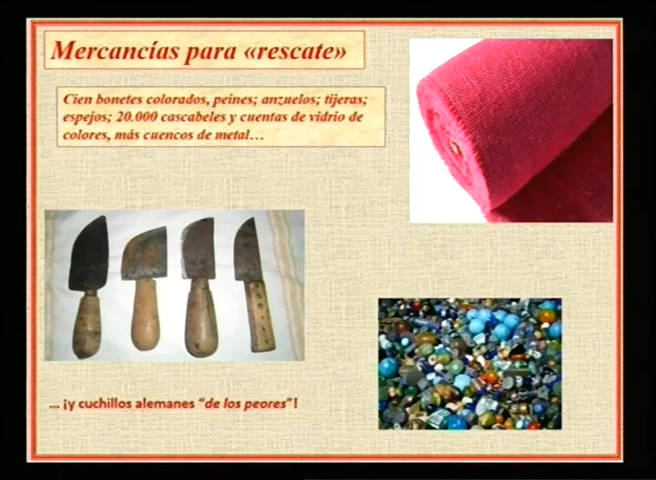 Mercancías para «rescate»
Cien bonetes colorados, peines; anzuelos; tijeras;
espejos; 20.000 cascabeles y cuentas de vidrio de
colores, más cuencos de metal…
… ¡y cuchillos alemanes “de los peores”!